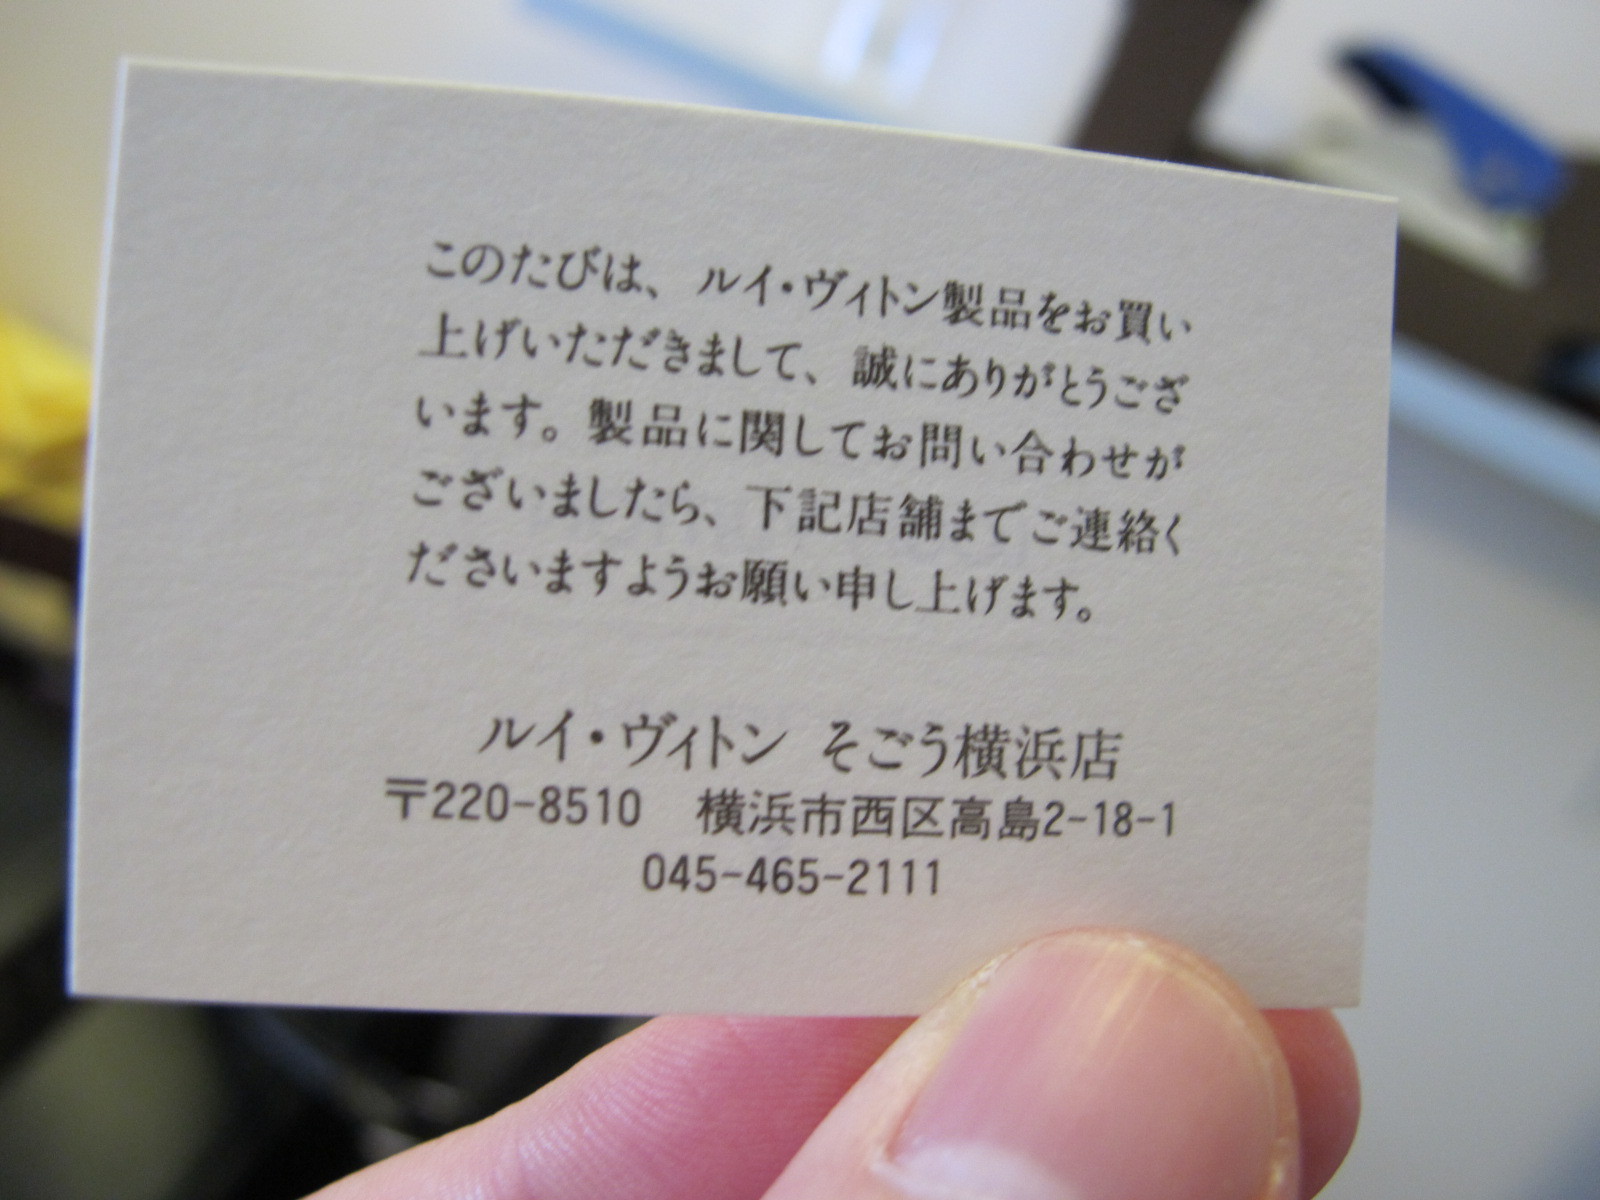 このたびは、ルイ・ヴィトン製品をお買い
上げいただきまして、誠にありがとうござ
います。製品に関してお問い合わせが
ございましたら、下記店舗までご連絡く
ださいますようお願い申し上げます。
ルイ・ヴィトン そごう横浜店
〒220-8510　横浜市西区高島2-18-1
045-465-2111